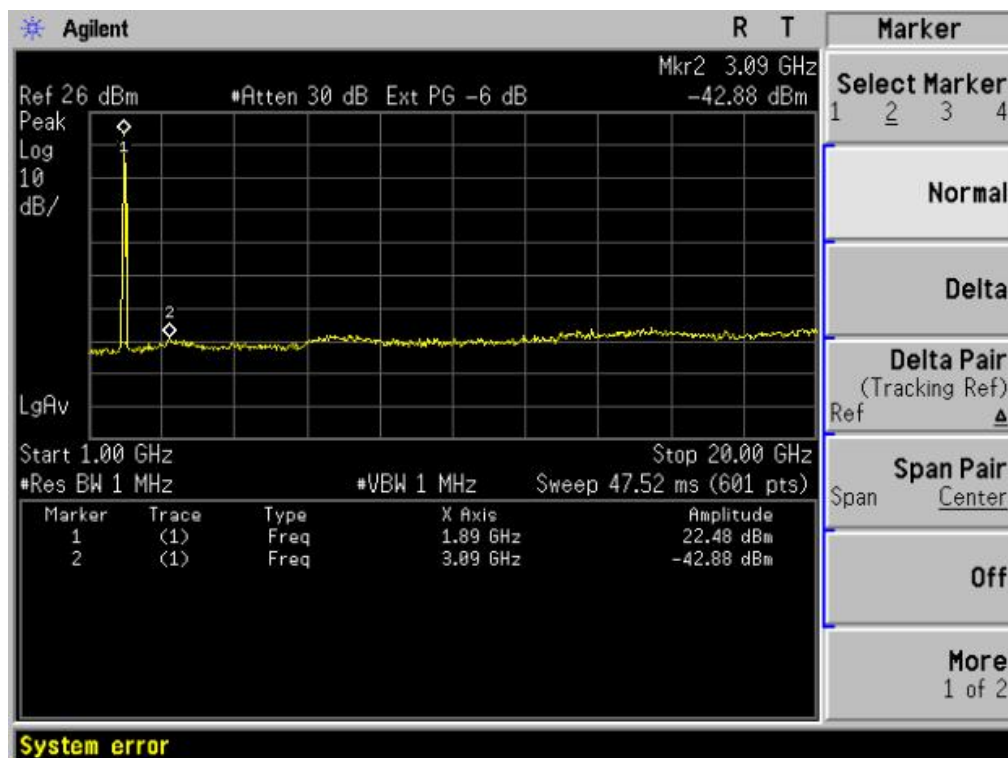 Agilent R T
Mkr2 3.09 GHz
Ref 26 dBm #Atten 30 dB Ext PG -6 dB -42.88 dBm
Peak
Log
10
dB/
1
2
LgAv
Start 1.00 GHz Stop 20.00 GHz
#Res BW 1 MHz #VBW 1 MHz Sweep 47.52 ms (601 pts)
Marker Trace Type X Axis Amplitude
1 (1) Freq 1.89 GHz 22.48 dBm
2 (1) Freq 3.09 GHz -42.88 dBm
System error
Marker
Select Marker
1 2 3 4
Normal
Delta
Delta Pair
(Tracking Ref)
Ref Δ
Span Pair
Span Center
Off
More
1 of 2